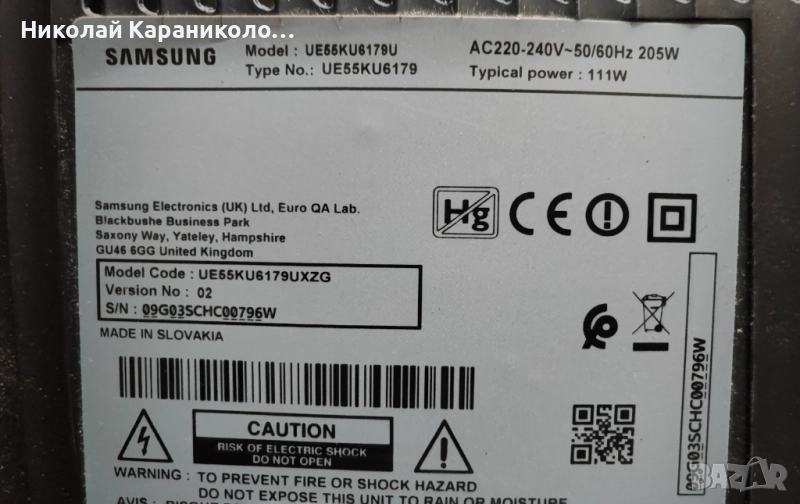 Николай Караниколо...
SAMSUNG
Model : UE55KU6179U
Type No.: UE55KU6179
AC220-240V~50/60Hz 205W
Typical power : 111W
Samsung Electronics (UK) Ltd, Euro QA Lab.
Blackbushe Business Park
Saxony Way, Yateley, Hampshire
GU46 6GG United Kingdom
Hg
CE
Model Code : UE55KU6179UXZG
Version No : 02
S/N : 09G03SCHC00796W
MADE IN SLOVAKIA
09G03SCHC00796W
CAUTION
RISK OF ELECTRIC SHOCK
DO NOT OPEN
WARNING : TO PREVENT FIRE OR SHOCK HAZARD
DO NOT EXPOSE THIS UNIT TO RAIN OR MOISTURE
BAZAR